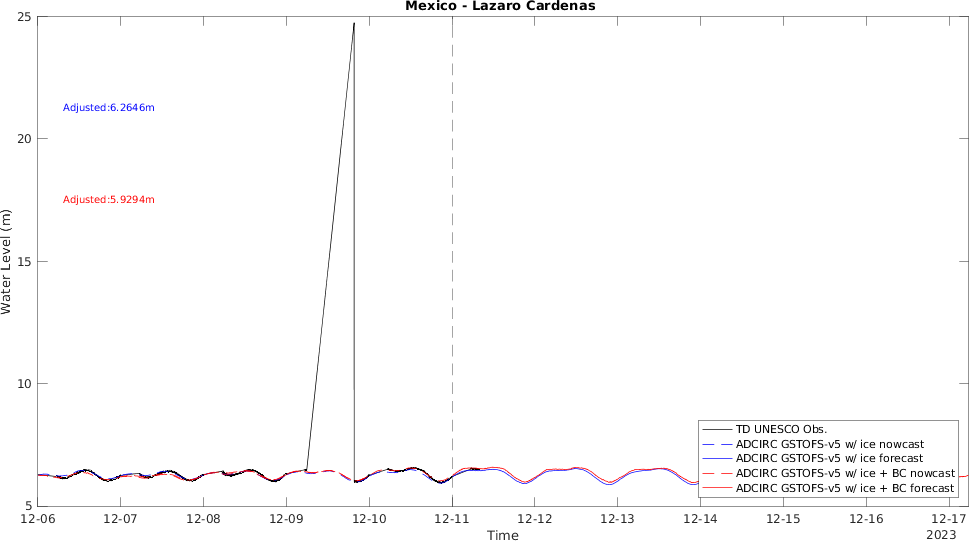 Mexico - Lazaro Cardenas
25
20
15
10
5
Water Level (m)
Adjusted:6.2646m
Adjusted:5.9294m
TD UNESCO Obs.
ADCIRC GSTOFS-v5 w/ ice nowcast
ADCIRC GSTOFS-v5 w/ ice forecast
ADCIRC GSTOFS-v5 w/ ice + BC nowcast
ADCIRC GSTOFS-v5 w/ ice + BC forecast
12-06 12-07 12-08 12-09 12-10 12-11 12-12 12-13 12-14 12-15 12-16 12-17
Time
2023